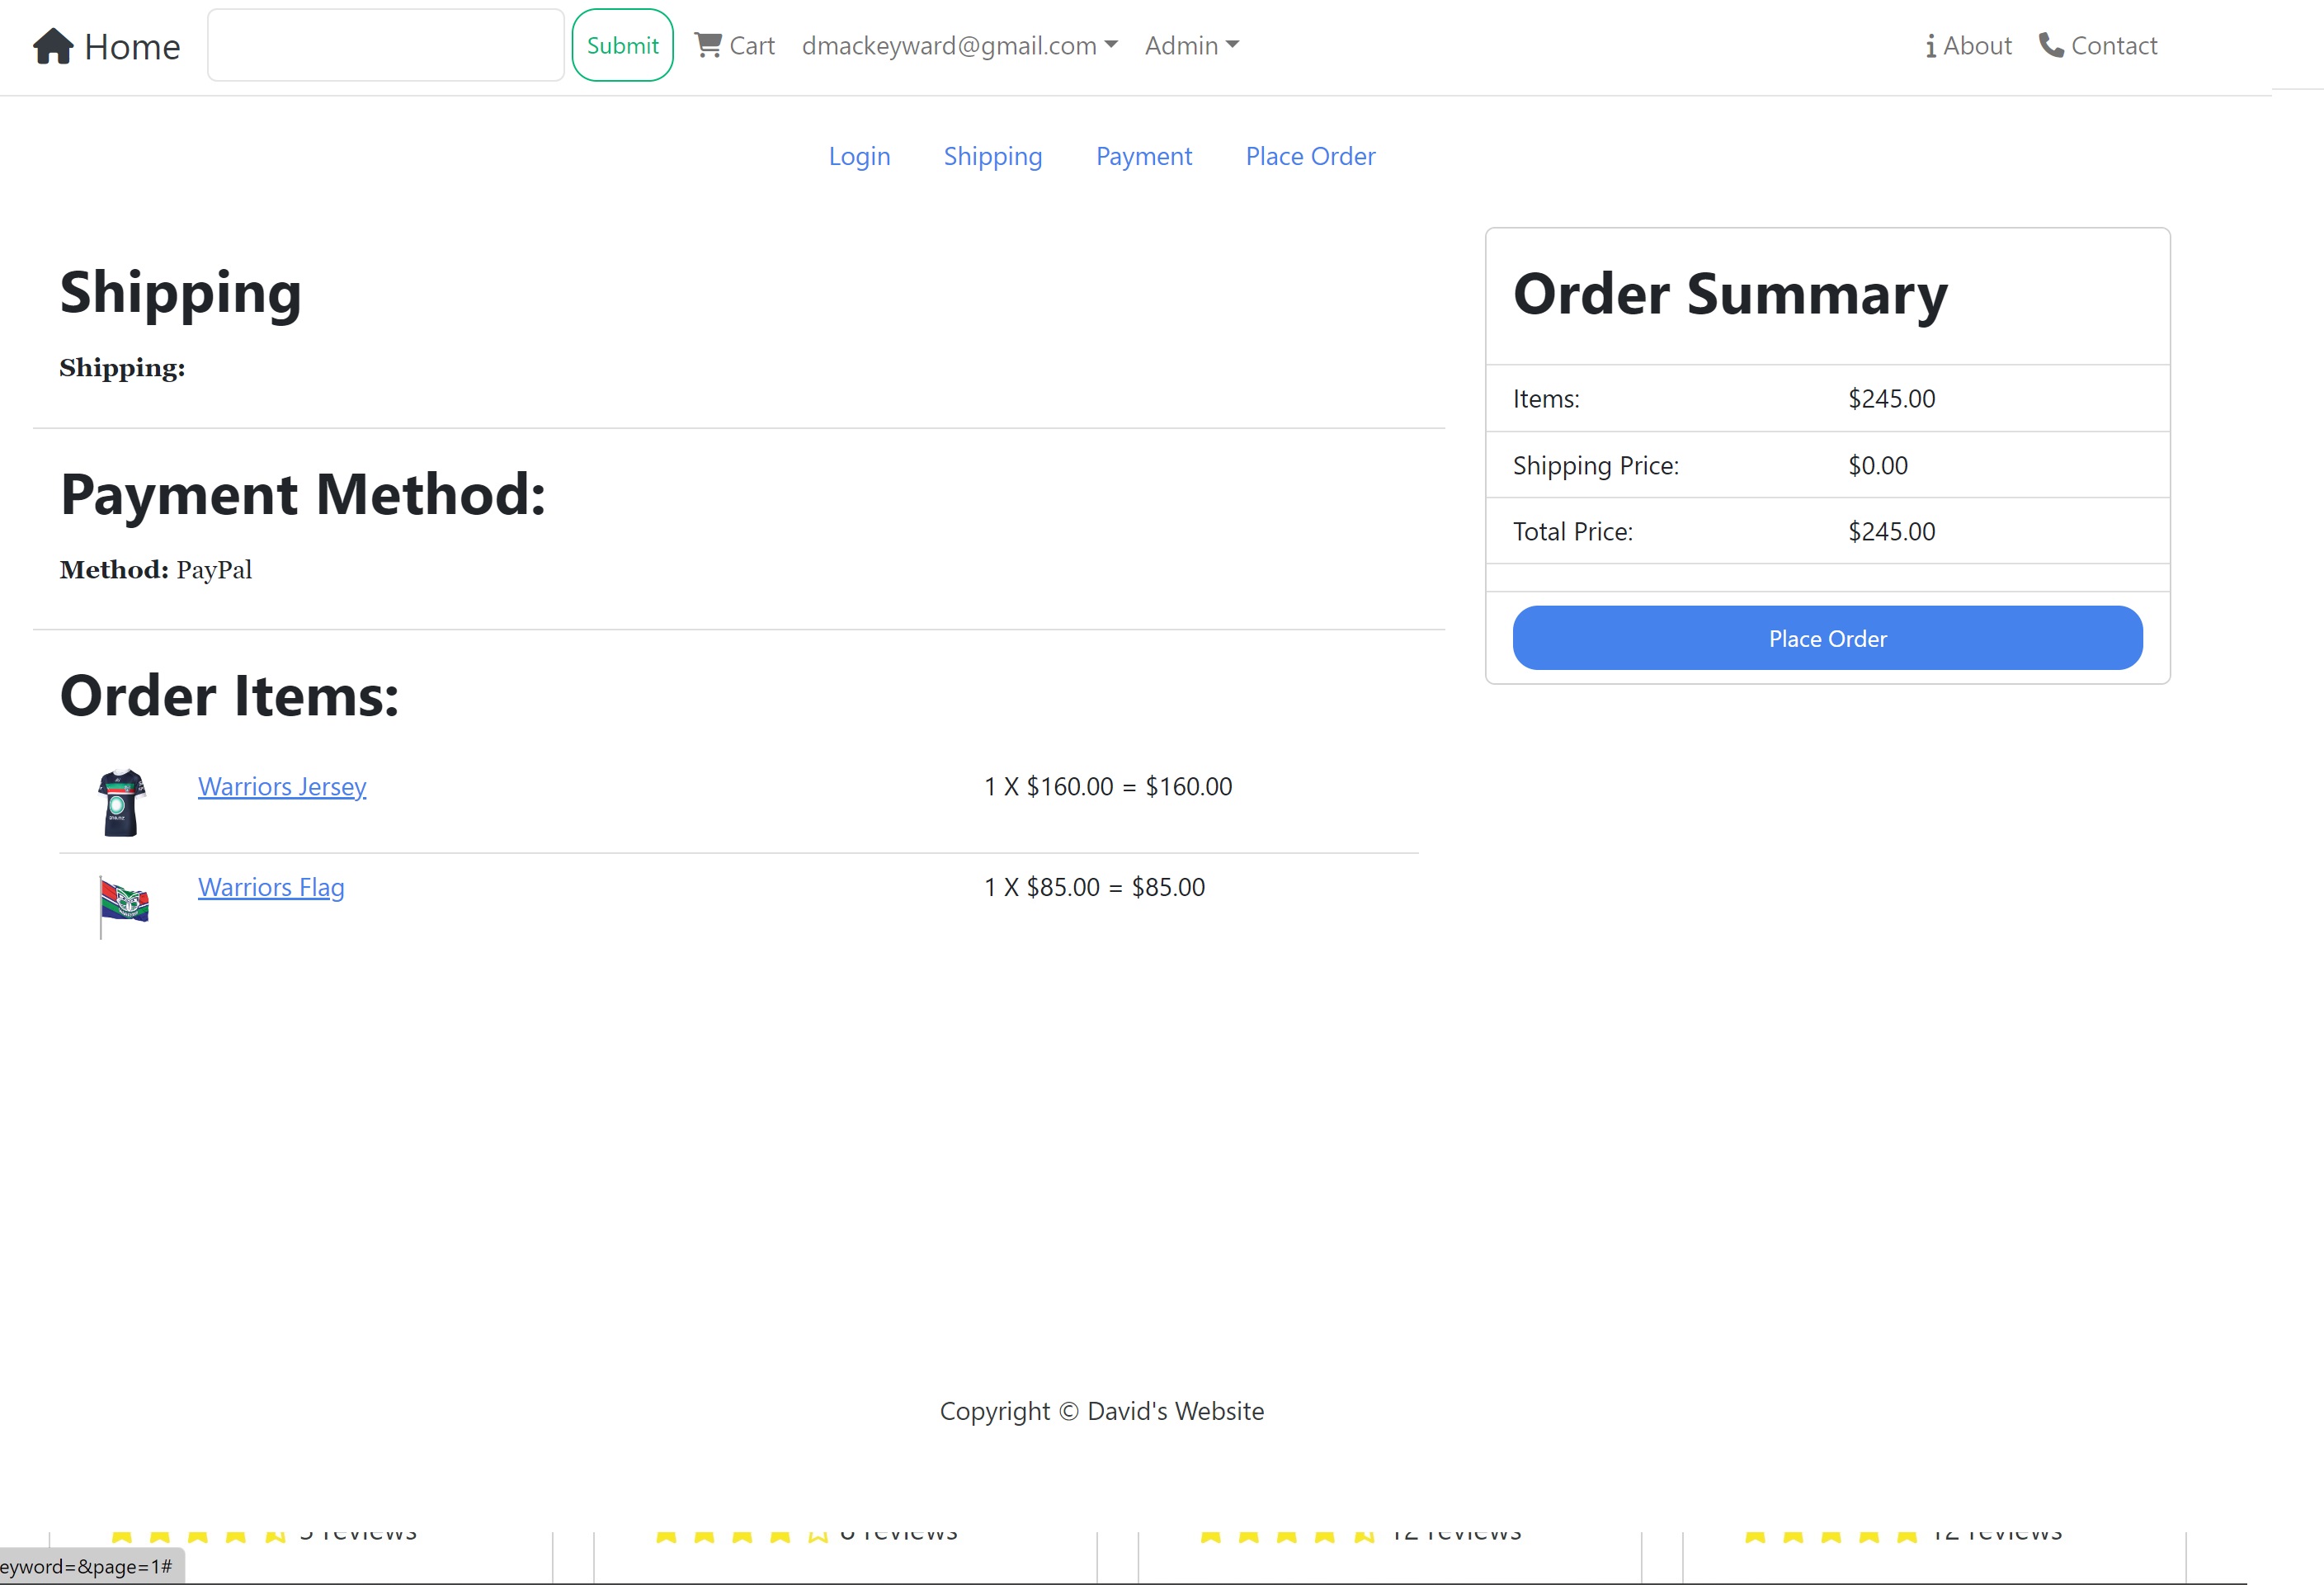 Home Submit Cart dmackeyward@gmail.com Admin About Contact
Login Shipping Payment Place Order
Shipping
Shipping:
Payment Method:
Method: PayPal
Order Items:
Warriors Jersey 1 X $160.00 = $160.00
Warriors Flag 1 X $85.00 = $85.00
Order Summary
Items: $245.00
Shipping Price: $0.00
Total Price: $245.00
Place Order
Copyright © David's Website
reviews reviews 12 reviews 12 reviews
eyword=&page=1#